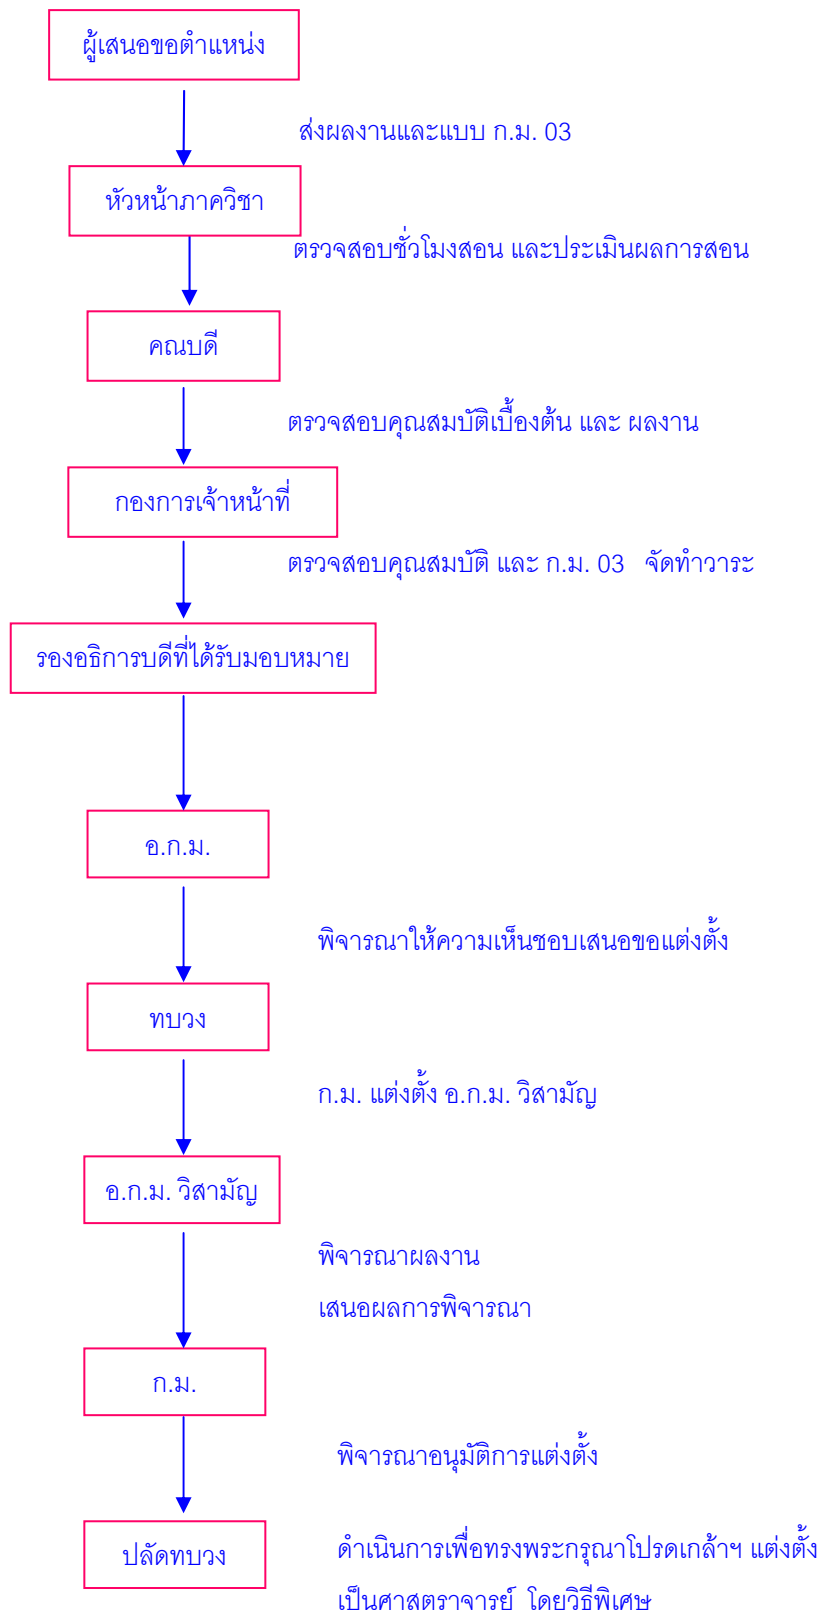 ผู้เสนอขอตำแหน่ง
ส่งผลงานและแบบ ก.ม. 03
หัวหน้าภาควิชา
ตรวจสอบชั่วโมงสอน และประเมินผลการสอน
คณบดี
ตรวจสอบคุณสมบัติเบื้องต้น และ ผลงาน
กองการเจ้าหน้าที่
ตรวจสอบคุณสมบัติ และ ก.ม. 03 จัดทำวาระ
รองอธิการบดีที่ได้รับมอบหมาย
อ.ก.ม.
พิจารณาให้ความเห็นชอบเสนอขอแต่งตั้ง
ทบวง
ก.ม. แต่งตั้ง อ.ก.ม. วิสามัญ
อ.ก.ม. วิสามัญ
พิจารณาผลงาน
เสนอผลการพิจารณา
ก.ม.
พิจารณาอนุมัติการแต่งตั้ง
ปลัดทบวง
ดำเนินการเพื่อทรงพระกรุณาโปรดเกล้าฯ แต่งตั้ง
เป็นศาสตราจารย์ โดยวิธีพิเศษ